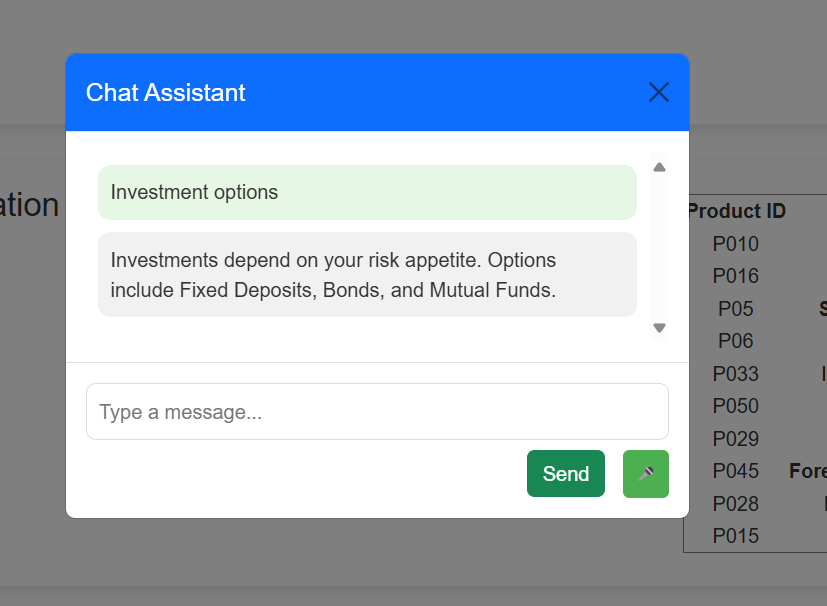 Chat Assistant
Investment options
Investments depend on your risk appetite. Options
include Fixed Deposits, Bonds, and Mutual Funds.
Type a message...
Send
ation
Product ID
P010
P016
P05
P06
P033
P050
P029
P045 Fore
P028
P015